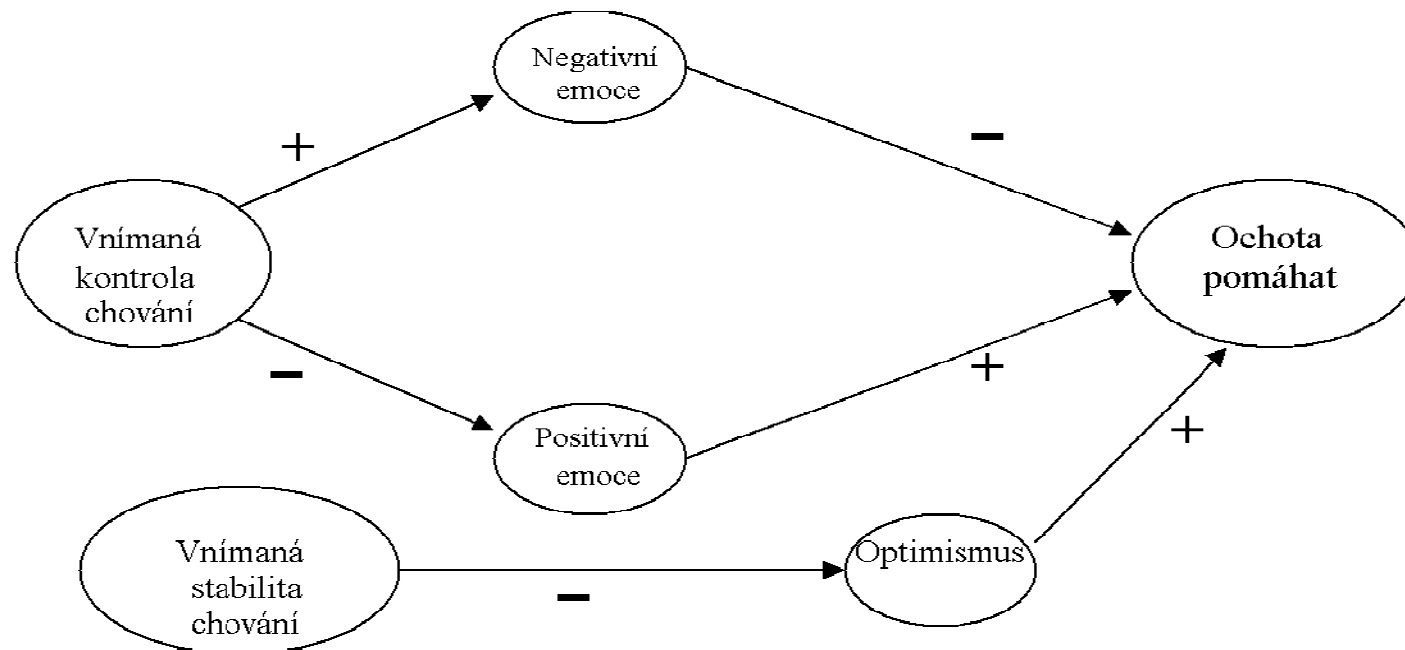 Negativní
emoce
+
−
Vnímaná
kontrola
chování
Ochota
pomáhat
−
+
Positivní
emoce
+
Vnímaná
stabilita
chování
Optimismus
−